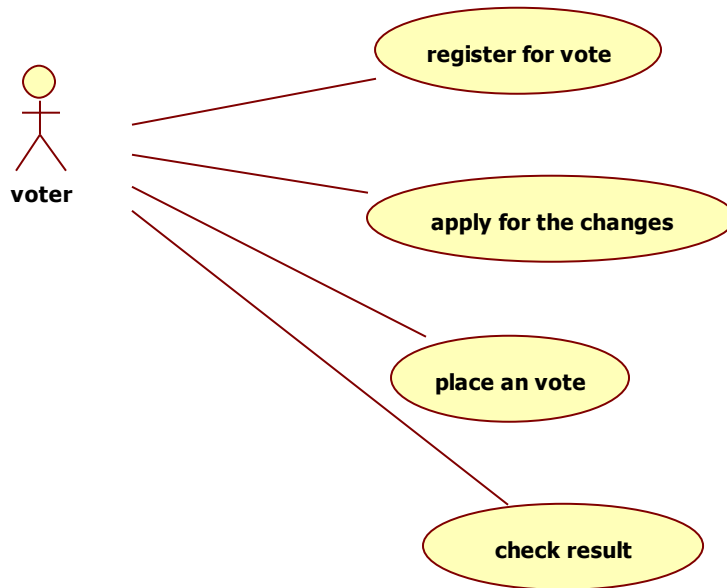 register for vote
voter
apply for the changes
place an vote
check result